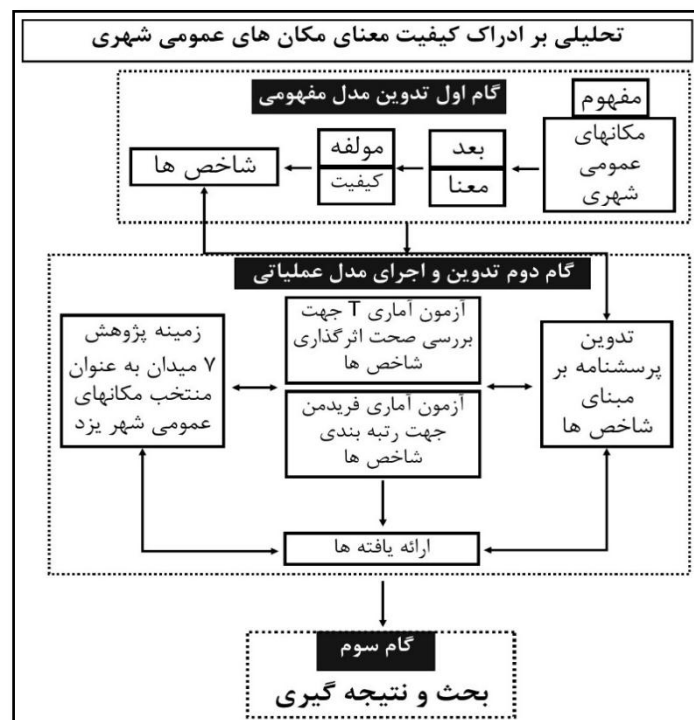 تحلیلی بر ادراک کیفیت معنای مکان های عمومی شهری
گام اول تدوین مدل مفهومی
مفهوم
مکانهای
عمومی
شهری
بعد
معنا
مولفه
کیفیت
شاخص ها
گام دوم تدوین و اجرای مدل عملیاتی
تدوین
پرسشنامه بر
مبنای
شاخص ها
آزمون آماری T جهت
بررسی صحت اثرگذاری
شاخص ها
آزمون آماری فریدمن
جهت رتبه بندی
شاخص ها
زمینه پژوهش
۷ میدان به عنوان
منتخب مکانهای
عمومی شهر یزد
ارائه یافته ها
گام سوم
بحث و نتیجه گیری